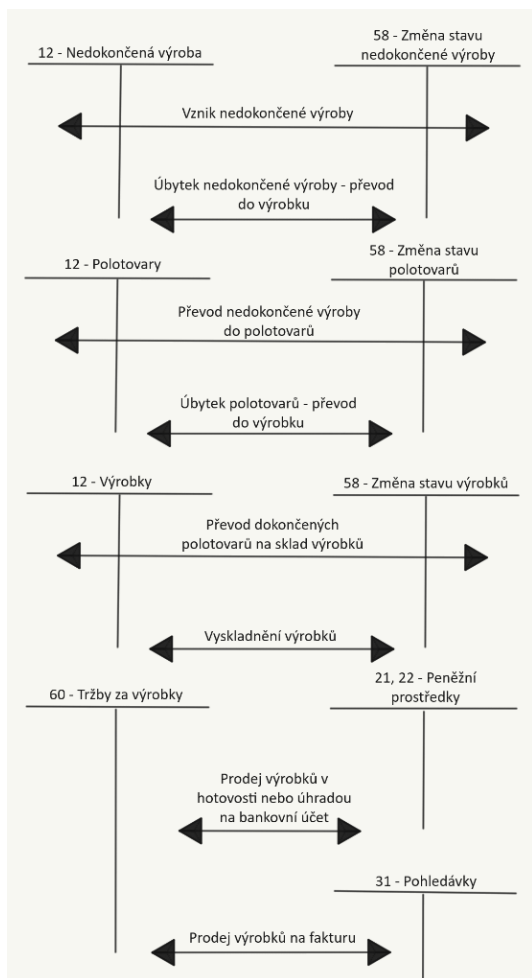 12 - Nedokončená výroba
58 - Změna stavu
nedokončené výroby
Vznik nedokončené výroby
Úbytek nedokončené výroby - převod
do výrobku
12 - Polotovary
58 - Změna stavu
polotovarů
Převod nedokončené výroby
do polotovarů
Úbytek polotovarů - převod
do výrobku
12 - Výrobky
58 - Změna stavu výrobků
Převod dokončených
polotovarů na sklad výrobků
Vyskladnění výrobků
60 - Tržby za výrobky
21, 22 - Peněžní
prostředky
Prodej výrobků v
hotovosti nebo úhradou
na bankovní účet
31 - Pohledávky
Prodej výrobků na fakturu